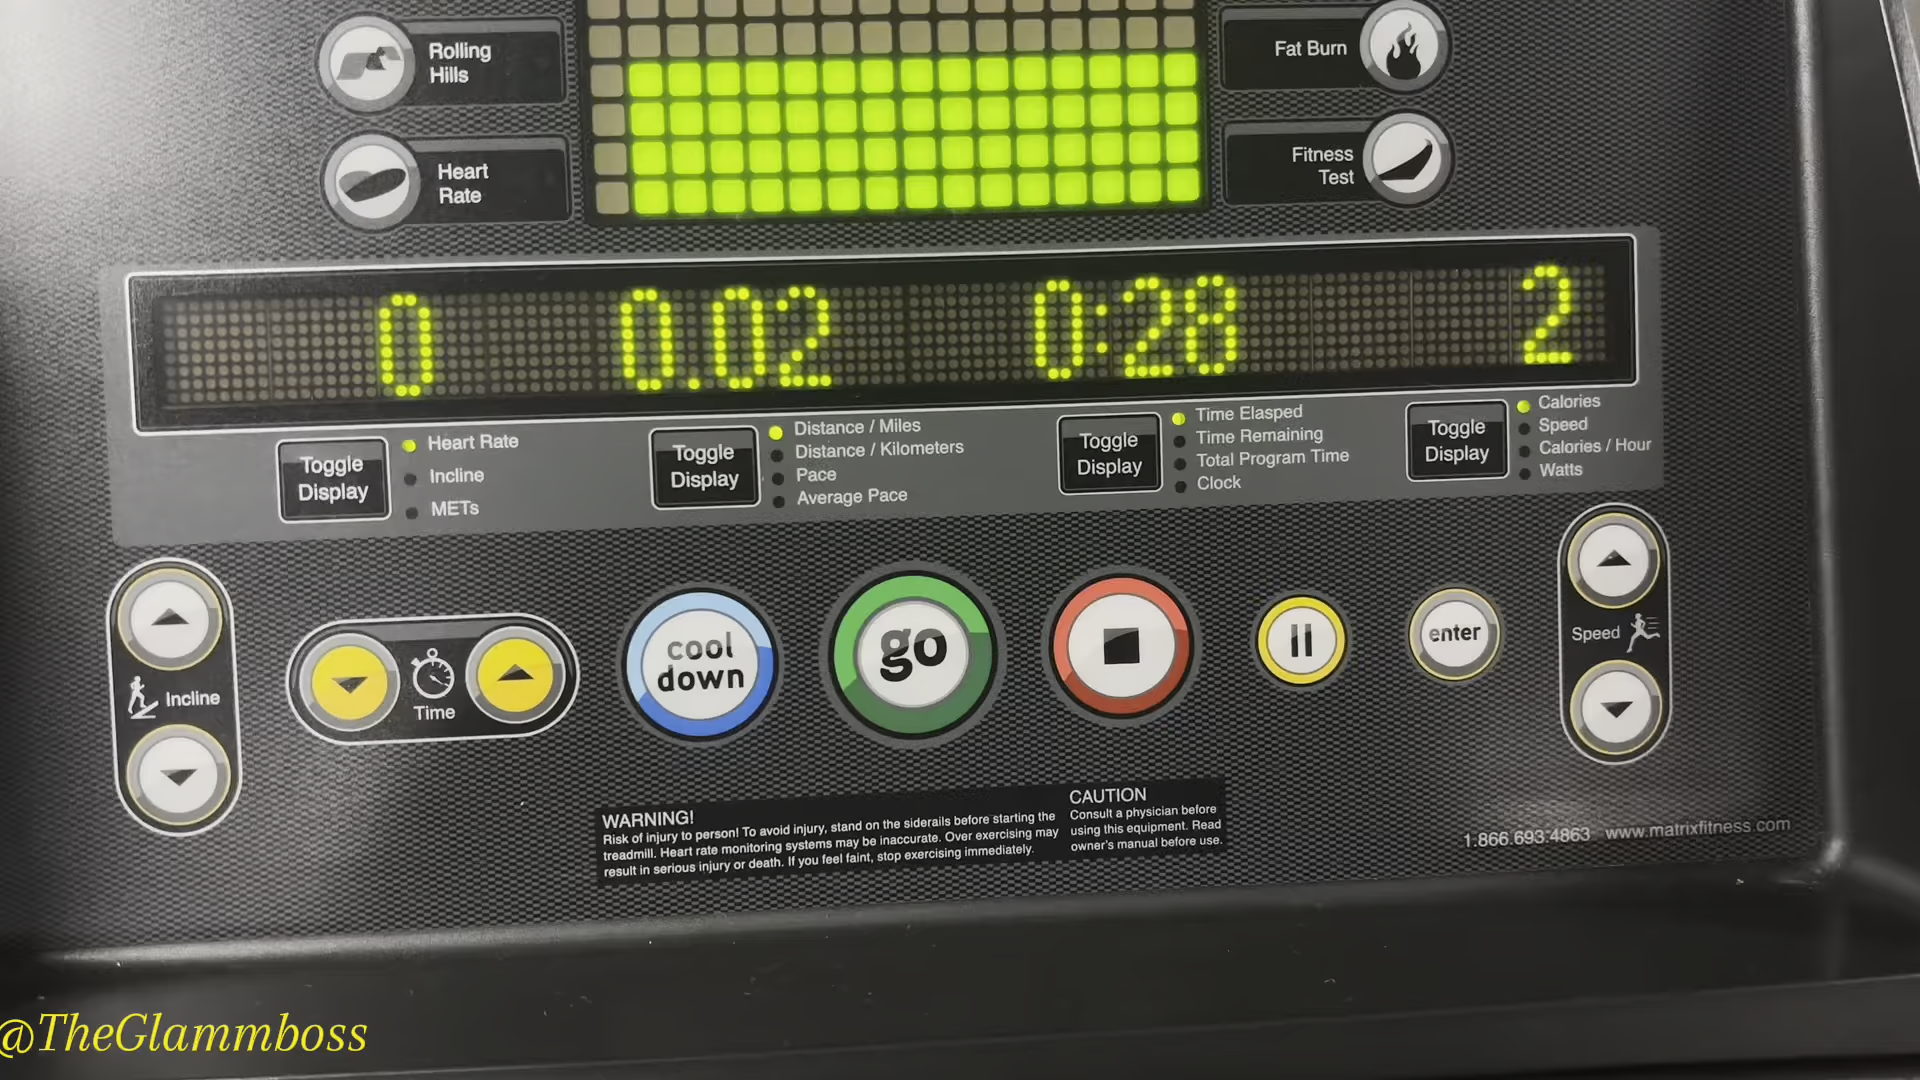 Rolling
Hills
Fat Burn
Heart
Rate
Fitness
Test
0 0.02 0:28 2
Toggle
Display
Heart Rate
Incline
METs
Toggle
Display
Distance / Miles
Distance / Kilometers
Pace
Average Pace
Toggle
Display
Time Elasped
Time Remaining
Total Program Time
Clock
Toggle
Display
Calories
Speed
Calories / Hour
Watts
Incline
Time
cool
down
go
enter
Speed
WARNING!
Risk of injury to person! To avoid injury, stand on the siderails before starting the
treadmill. Heart rate monitoring systems may be inaccurate. Over exercising may
result in serious injury or death. If you feel faint, stop exercising immediately.
CAUTION
Consult a physician before
using this equipment. Read
owner's manual before use.
1.866.693.4863 www.matrixfitness.com
@TheGlammboss